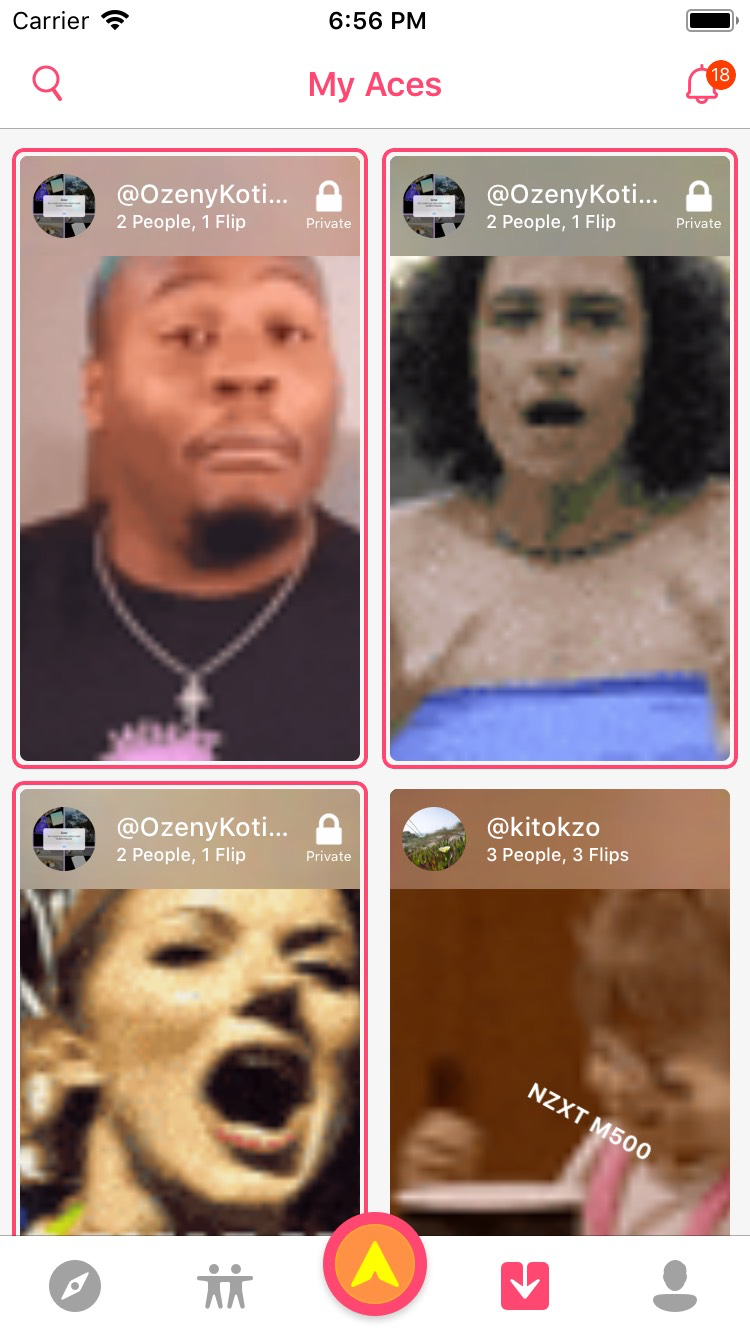 Carrier 6:56 PM
My Aces
18
@OzenyKoti...
2 People, 1 Flip
Private
@OzenyKoti...
2 People, 1 Flip
Private
@OzenyKoti...
2 People, 1 Flip
Private
@kitokzo
3 People, 3 Flips
NZXT M500